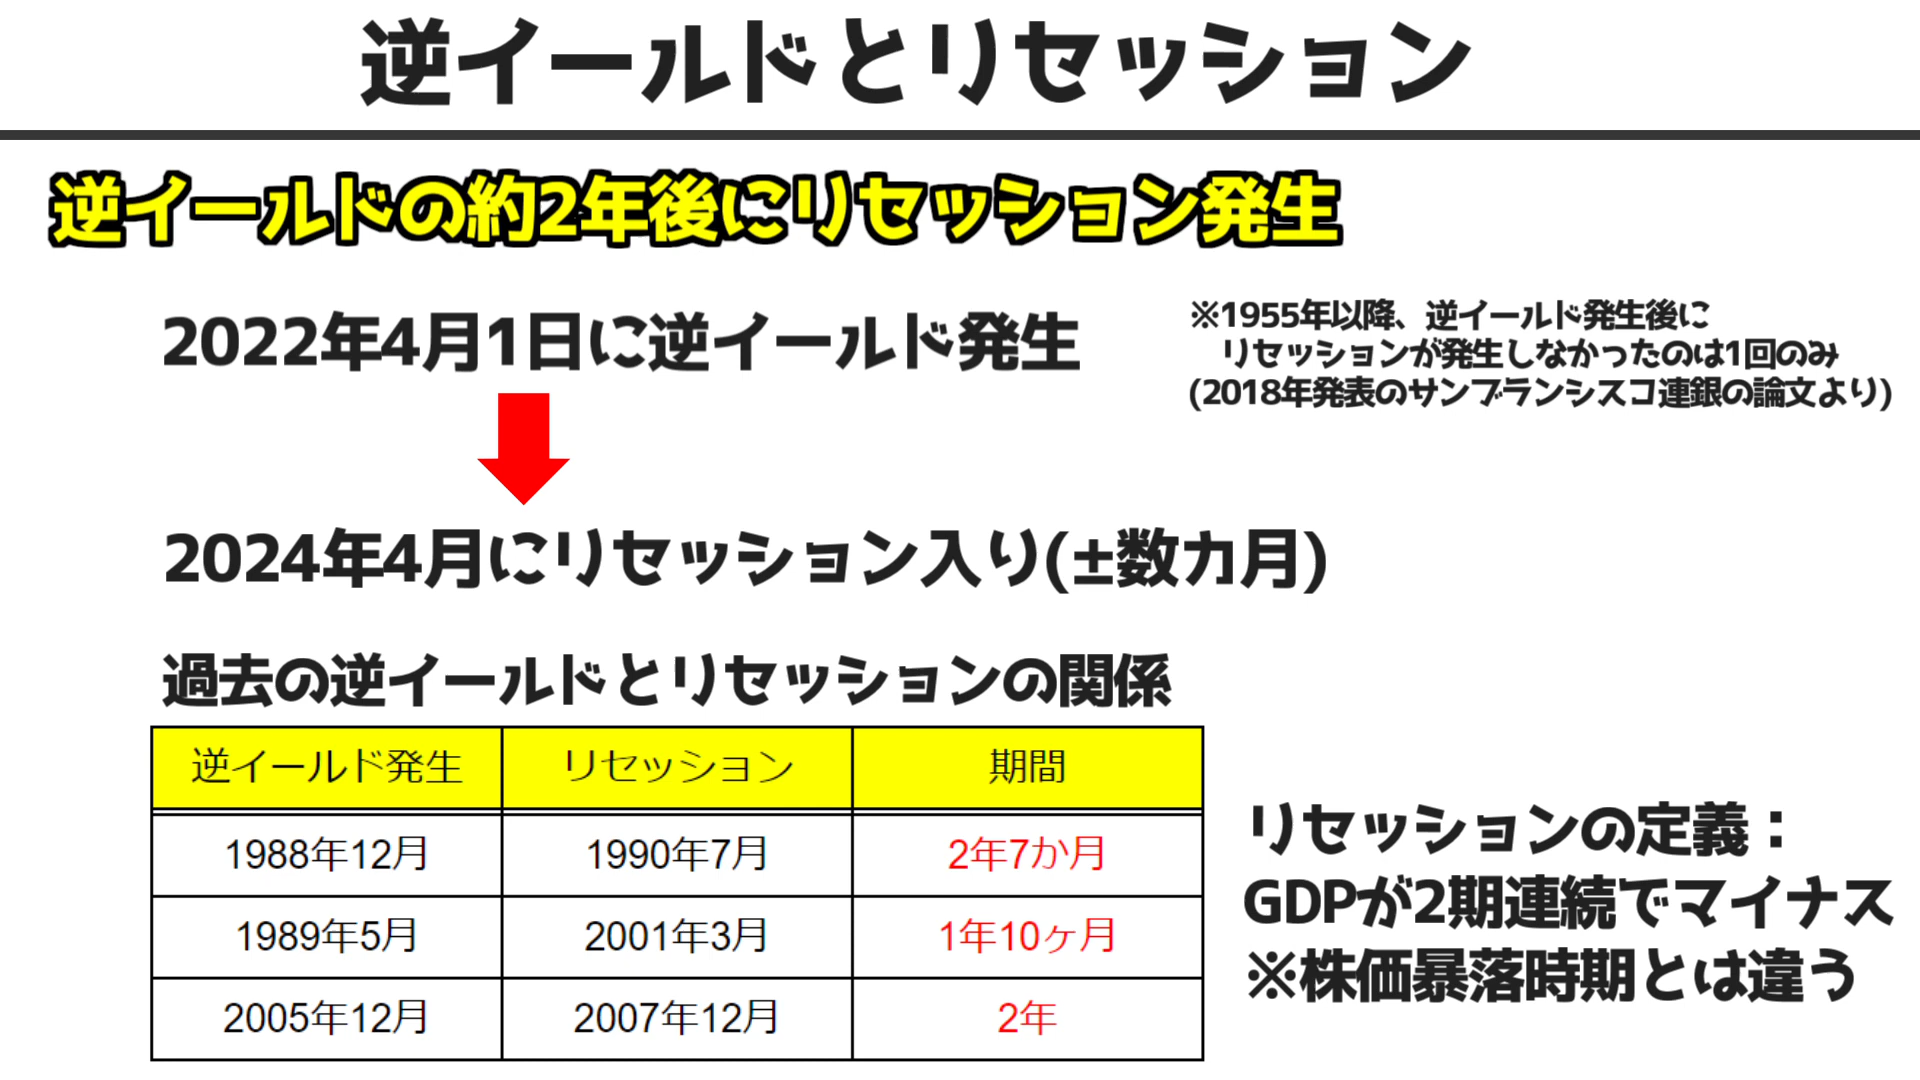 逆イールドとリセッション
逆イールドの約2年後にリセッション発生
2022年4月1日に逆イールド発生
※1955年以降、逆イールド発生後に
リセッションが発生しなかったのは1回のみ
(2018年発表のサンブランシスコ連銀の論文より)
2024年4月にリセッション入り(±数カ月)
過去の逆イールドとリセッションの関係
逆イールド発生 リセッション 期間
1988年12月 1990年7月 2年7か月
1989年5月 2001年3月 1年10ヶ月
2005年12月 2007年12月 2年
リセッションの定義：
GDPが2期連続でマイナス
※株価暴落時期とは違う